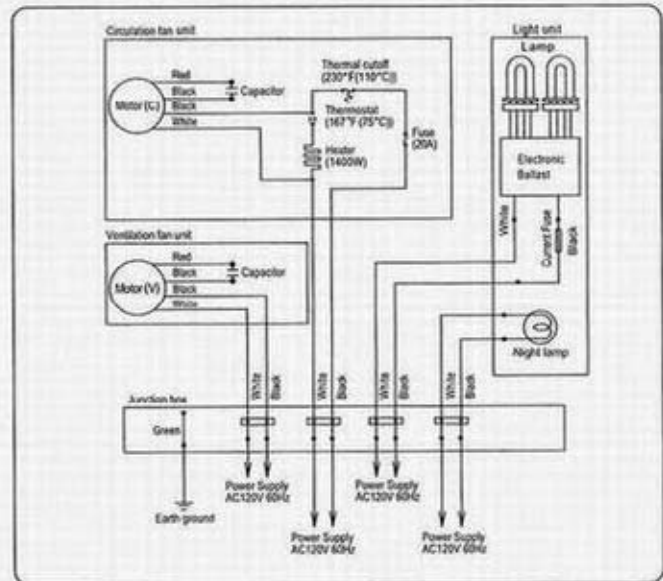 Circulation fan unit
Red
Black
Black
White
Motor (C)
Capacitor
Thermal cutoff
(230°F(110°C))
Thermostat
(167°F (75°C))
Heater
(1400W)
Fuse
(20A)
Light unit
Lamp
Electronic
Ballast
White
Current Fuse
Black
Night lamp
Ventilation fan unit
Red
Black
Black
White
Motor (V)
Capacitor
White
Black
White
Black
White
Black
White
Black
Junction box
Green
Earth ground
Power Supply
AC120V 60Hz
Power Supply
AC120V 60Hz
Power Supply
AC120V 60Hz
Power Supply
AC120V 60Hz